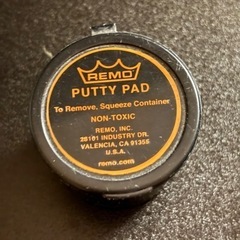 REMO
PUTTY PAD
To Remove, Squeeze Container
NON-TOXIC
REMO, INC.
28101 INDUSTRY DR.
VALENCIA, CA 91355
U.S.A.
remo.com